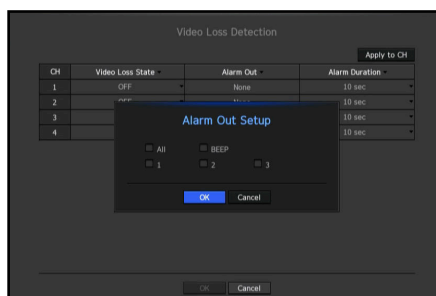 Video Loss Detection
Apply to CH
CH Video Loss State Alarm Out Alarm Duration
1 OFF None 10 sec
2 OFF None
3 10 sec
4 10 sec
Alarm Out Setup
All BEEP
1 2 3
OK Cancel
OK Cancel